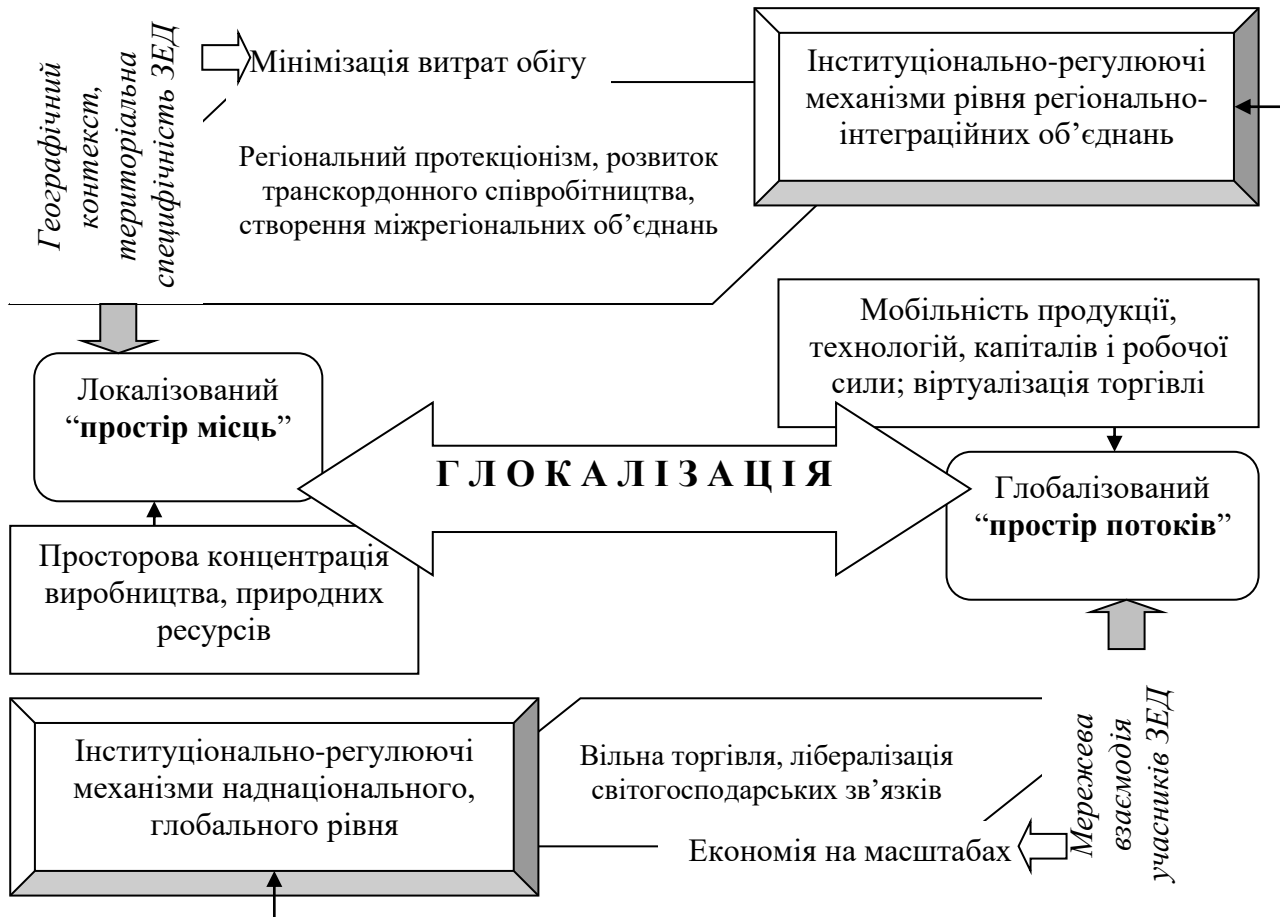 Географічний
контекст,
територіальна
специфічність ЗЕД
Мінімізація витрат обігу
Регіональний протекціонізм, розвиток
транскордонного співробітництва,
створення міжрегіональних об’єднань
Інституціонально-регулюючі
механізми рівня регіонально-
інтеграційних об’єднань
Мобільність продукції,
технологій, капіталів і робочої
сили; віртуалізація торгівлі
Локалізований
“простір місць”
Г Л О К А Л І З А Ц І Я
Глобалізований
“простір потоків”
Просторова концентрація
виробництва, природних
ресурсів
Інституціонально-регулюючі
механізми наднаціонального,
глобального рівня
Вільна торгівля, лібералізація
світогосподарських зв’язків
Економія на масштабах
Мережева
взаємодія
учасників ЗЕД